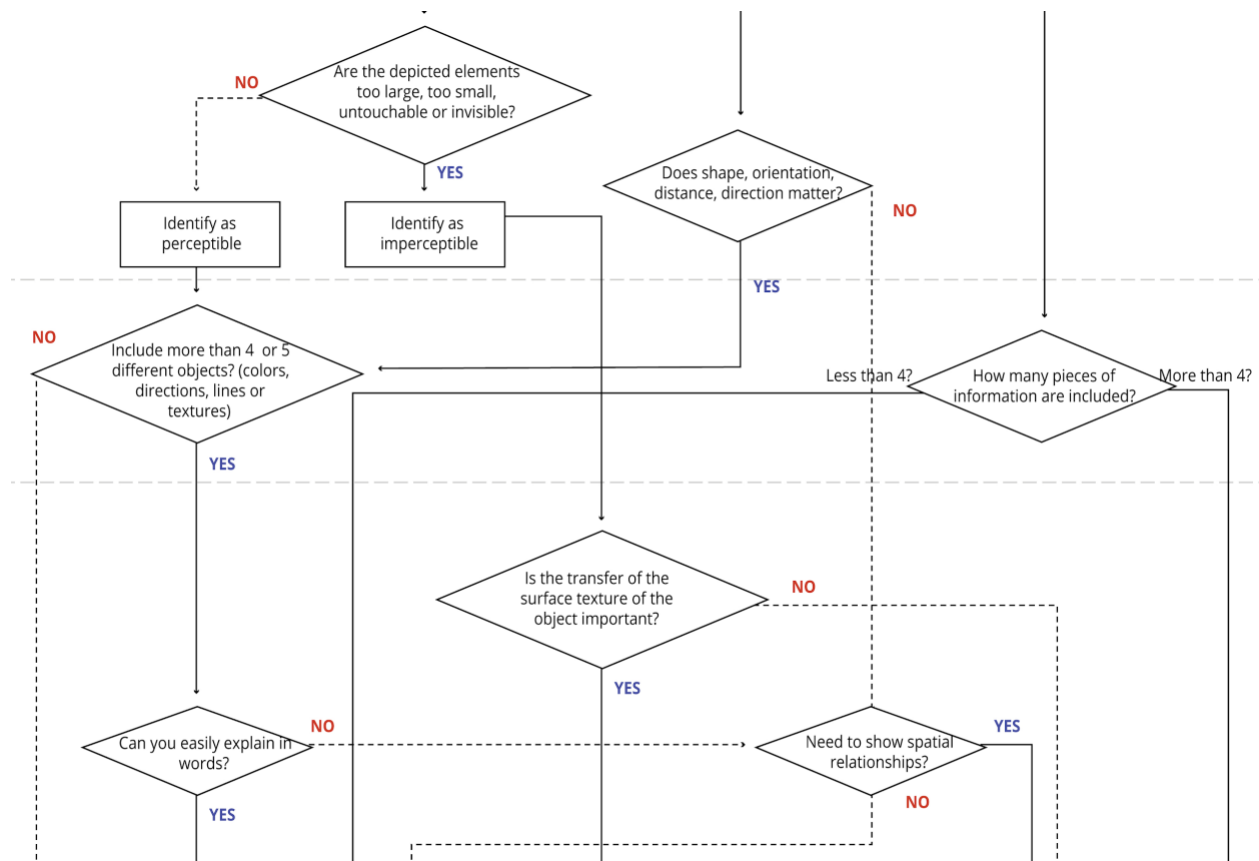 Are the depicted elements
too large, too small,
untouchable or invisible?
NO
YES
Does shape, orientation,
distance, direction matter?
NO
YES
Identify as
perceptible
Identify as
imperceptible
NO
Include more than 4 or 5
different objects? (colors,
directions, lines or
textures)
YES
Less than 4?
How many pieces of
information are included?
More than 4?
Is the transfer of the
surface texture of the
object important?
NO
YES
Can you easily explain in
words?
NO
YES
Need to show spatial
relationships?
YES
NO